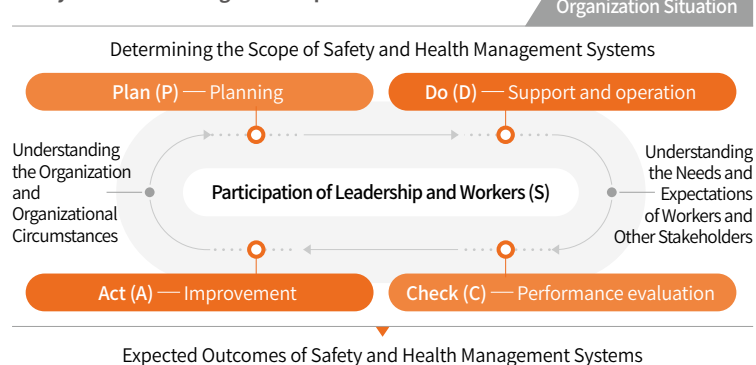 Organization Situation
Determining the Scope of Safety and Health Management Systems
Plan (P) — Planning
Do (D) — Support and operation
Understanding
the Organization
and
Organizational
Circumstances
Participation of Leadership and Workers (S)
Understanding
the Needs and
Expectations
of Workers and
Other Stakeholders
Act (A) — Improvement
Check (C) — Performance evaluation
Expected Outcomes of Safety and Health Management Systems